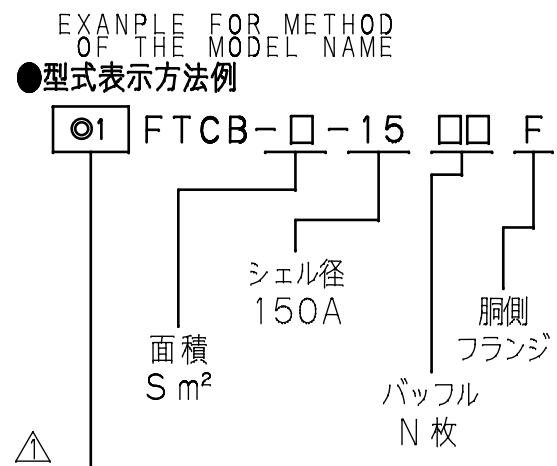 EXANPLE FOR METHOD
OF THE MODEL NAME
●型式表示方法例
◎1 FTCB-□-15 □□ F
シェル径
150A
胴側
フランジ
面積
S m²
バッフル
N 枚
1